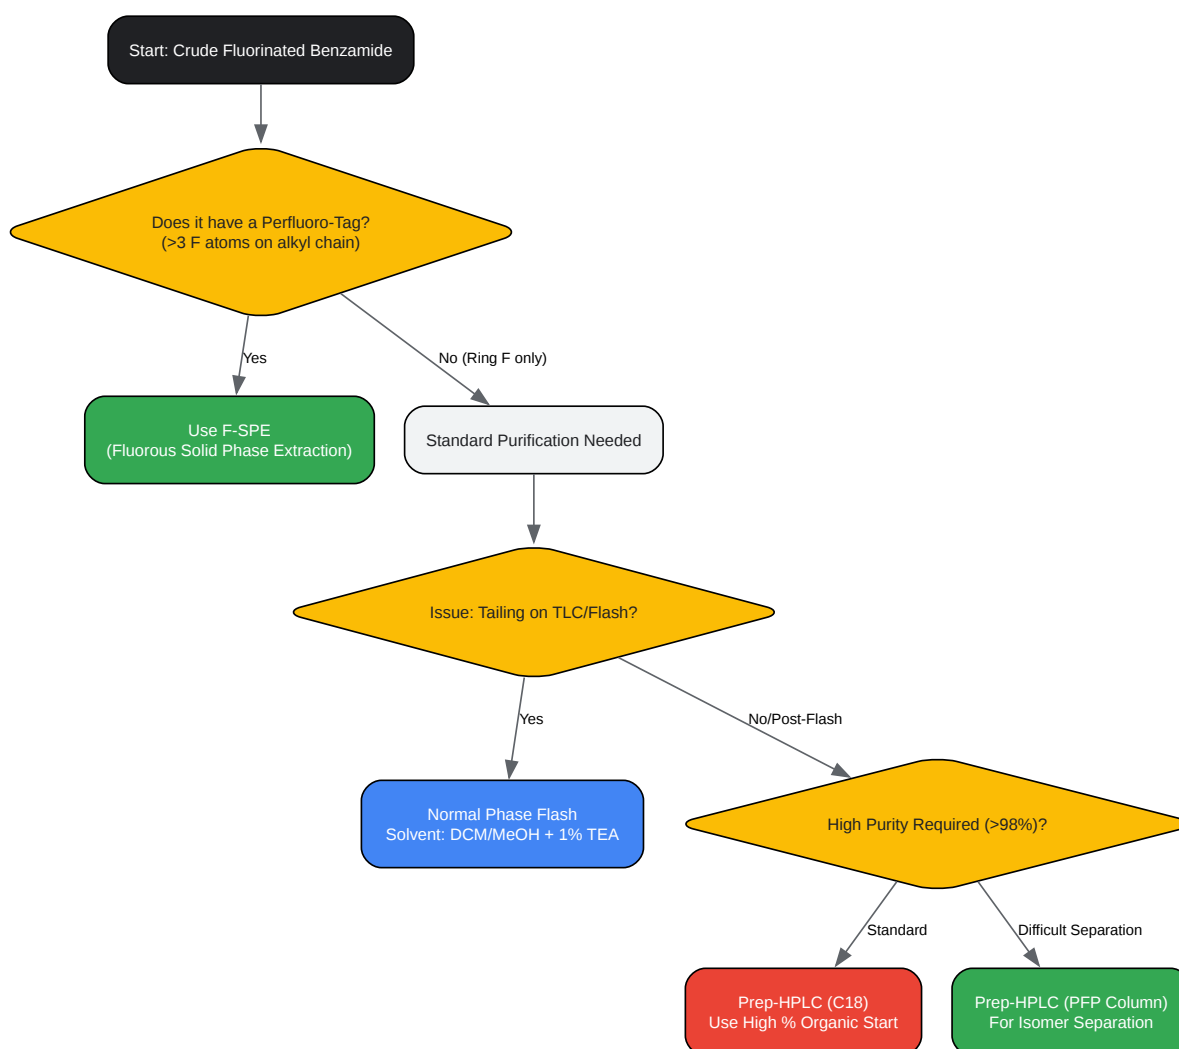 Start: Crude Fluorinated Benzamide
Does it have a Perfluoro-Tag?
(>3 F atoms on alkyl chain)
Yes
No (Ring F only)
Use F-SPE
(Fluorous Solid Phase Extraction)
Standard Purification Needed
Issue: Tailing on TLC/Flash?
Yes
No/Post-Flash
Normal Phase Flash
Solvent: DCM/MeOH + 1% TEA
High Purity Required (>98%)?
Standard
Difficult Separation
Prep-HPLC (C18)
Use High % Organic Start
Prep-HPLC (PFP Column)
For Isomer Separation